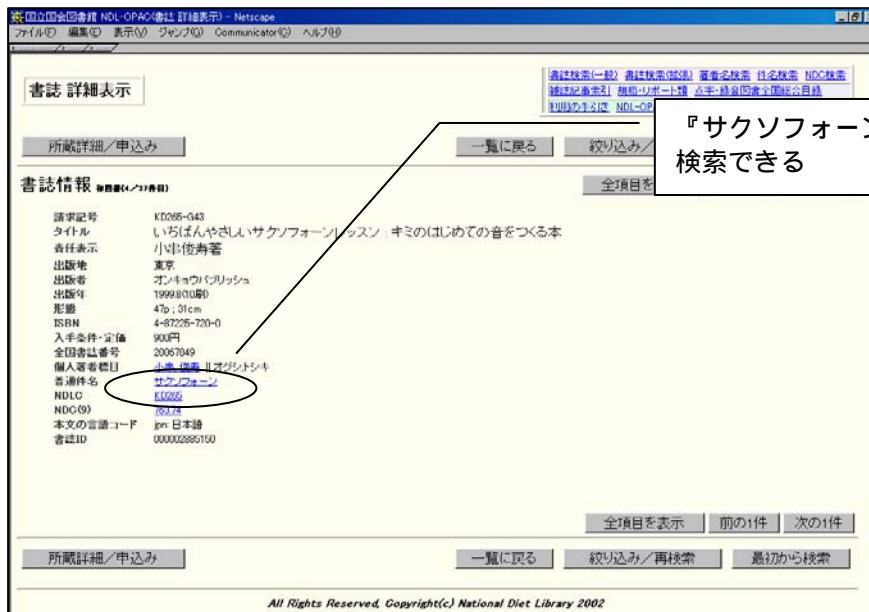 国立国会図書館 NDL-OPAC(書誌 詳細表示) - Netscape
ファイル(F) 編集(E) 表示(V) ジャンプ(G) Communicator(C) ヘルプ(H)
書誌 詳細表示
書誌検索(一般) 書誌検索(拡張) 著者名検索 件名検索 NDC検索
雑誌記事索引 規格・リポート類 点字・録音図書全国総合目録
利用の手引き NDL-OP
『サクソフォーン
検索できる
所蔵詳細/申込み 一覧に戻る 絞り込み/
書誌情報 和図書(4/37件目) 全項目を
請求記号 KD265-G43
タイトル いちばんやさしいサクソフォーンレッスン : キミのはじめての音をつくる本
責任表示 小串俊寿著
出版地 東京
出版者 オンキョウパブリッシュ
出版年 1999.8(10刷)
形態 47p ; 31cm
ISBN 4-87225-720-0
入手条件・定価 900円
全国書誌番号 20067849
個人著者標目 小串, 俊寿 || オグシ,トシキ
普通件名 サクソフォーン
NDLC KD265
NDC(9) 763.74
本文の言語コード jpn: 日本語
書誌ID 000002885150
全項目を表示 前の1件 次の1件
所蔵詳細/申込み 一覧に戻る 絞り込み/再検索 最初から検索
All Rights Reserved, Copyright(c) National Diet Library 2002